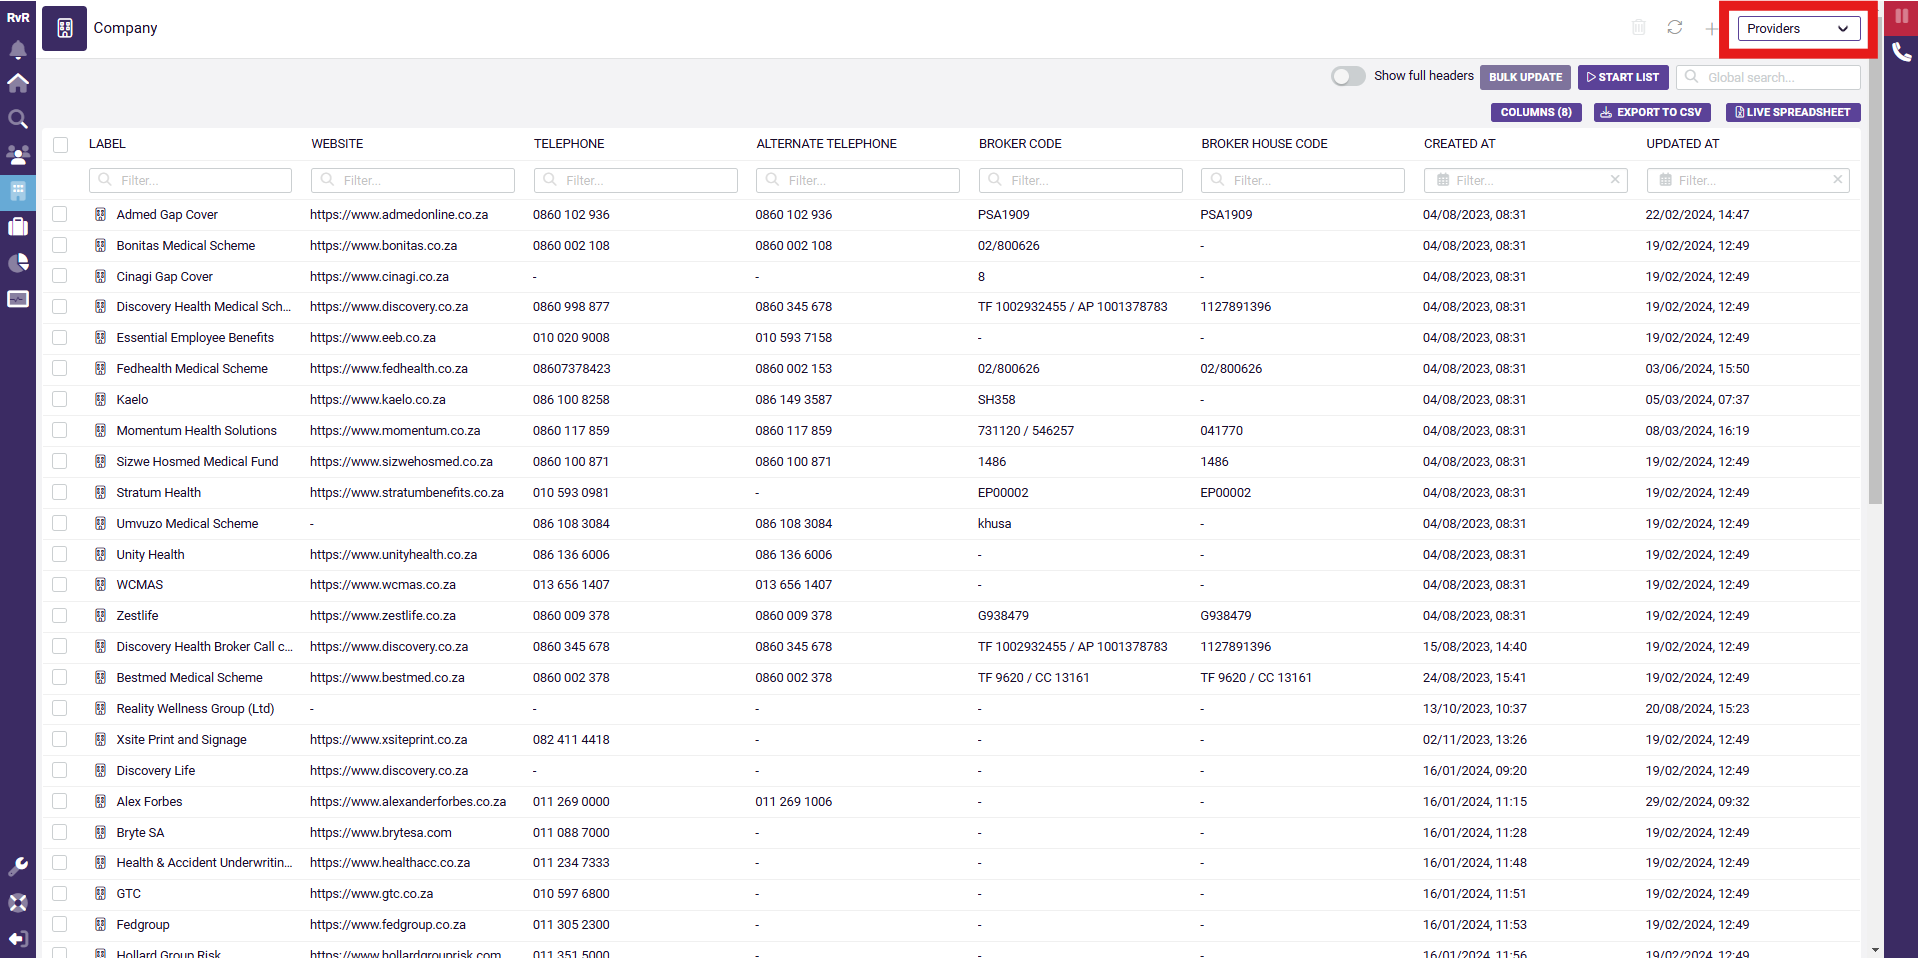 RvR
Company
Providers
Show full headers
BULK UPDATE
START LIST
Global search...
COLUMNS (8)
EXPORT TO CSV
LIVE SPREADSHEET
LABEL WEBSITE TELEPHONE ALTERNATE TELEPHONE BROKER CODE BROKER HOUSE CODE CREATED AT UPDATED AT
Filter... Filter... Filter... Filter... Filter... Filter... Filter... Filter...
Admed Gap Cover https://www.admedonline.co.za 0860 102 936 0860 102 936 PSA1909 PSA1909 04/08/2023, 08:31 22/02/2024, 14:47
Bonitas Medical Scheme https://www.bonitas.co.za 0860 002 108 0860 002 108 02/800626 - 04/08/2023, 08:31 19/02/2024, 12:49
Cinagi Gap Cover https://www.cinagi.co.za - - 8 - 04/08/2023, 08:31 19/02/2024, 12:49
Discovery Health Medical Sch... https://www.discovery.co.za 0860 998 877 0860 345 678 TF 1002932455 / AP 1001378783 1127891396 04/08/2023, 08:31 19/02/2024, 12:49
Essential Employee Benefits https://www.eeb.co.za 010 020 9008 010 593 7158 - - 04/08/2023, 08:31 19/02/2024, 12:49
Fedhealth Medical Scheme https://www.fedhealth.co.za 08607378423 0860 002 153 02/800626 02/800626 04/08/2023, 08:31 03/06/2024, 15:50
Kaelo https://www.kaelo.co.za 086 100 8258 086 149 3587 SH358 - 04/08/2023, 08:31 05/03/2024, 07:37
Momentum Health Solutions https://www.momentum.co.za 0860 117 859 0860 117 859 731120 / 546257 041770 04/08/2023, 08:31 08/03/2024, 16:19
Sizwe Hosmed Medical Fund https://www.sizwehosmed.co.za 0860 100 871 0860 100 871 1486 1486 04/08/2023, 08:31 19/02/2024, 12:49
Stratum Health https://www.stratumbenefits.co.za 010 593 0981 - EP00002 EP00002 04/08/2023, 08:31 19/02/2024, 12:49
Umvuzo Medical Scheme - 086 108 3084 086 108 3084 khusa - 04/08/2023, 08:31 19/02/2024, 12:49
Unity Health https://www.unityhealth.co.za 086 136 6006 086 136 6006 - - 04/08/2023, 08:31 19/02/2024, 12:49
WCMAS https://www.wcmas.co.za 013 656 1407 013 656 1407 - - 04/08/2023, 08:31 19/02/2024, 12:49
Zestlife https://www.zestlife.co.za 0860 009 378 0860 009 378 G938479 G938479 04/08/2023, 08:31 19/02/2024, 12:49
Discovery Health Broker Call c... https://www.discovery.co.za 0860 345 678 0860 345 678 TF 1002932455 / AP 1001378783 1127891396 15/08/2023, 14:40 19/02/2024, 12:49
Bestmed Medical Scheme https://www.bestmed.co.za 0860 002 378 0860 002 378 TF 9620 / CC 13161 TF 9620 / CC 13161 24/08/2023, 15:41 19/02/2024, 12:49
Reality Wellness Group (Ltd) - - - - - 13/10/2023, 10:37 20/08/2024, 15:23
Xsite Print and Signage https://www.xsiteprint.co.za 082 411 4418 - - - 02/11/2023, 13:26 19/02/2024, 12:49
Discovery Life https://www.discovery.co.za - - - - 16/01/2024, 09:20 19/02/2024, 12:49
Alex Forbes https://www.alexanderforbes.co.za 011 269 0000 011 269 1006 - - 16/01/2024, 11:15 29/02/2024, 09:32
Bryte SA https://www.brytesa.com 011 088 7000 - - - 16/01/2024, 11:28 19/02/2024, 12:49
Health & Accident Underwritin... https://www.healthacc.co.za 011 234 7333 - - - 16/01/2024, 11:48 19/02/2024, 12:49
GTC https://www.gtc.co.za 010 597 6800 - - - 16/01/2024, 11:51 19/02/2024, 12:49
Fedgroup https://www.fedgroup.co.za 011 305 2300 - - - 16/01/2024, 11:53 19/02/2024, 12:49
Hollard Group Risk https://www.hollardgrouprisk.com 011 351 5000 - - - 16/01/2024, 11:56 19/02/2024, 12:49